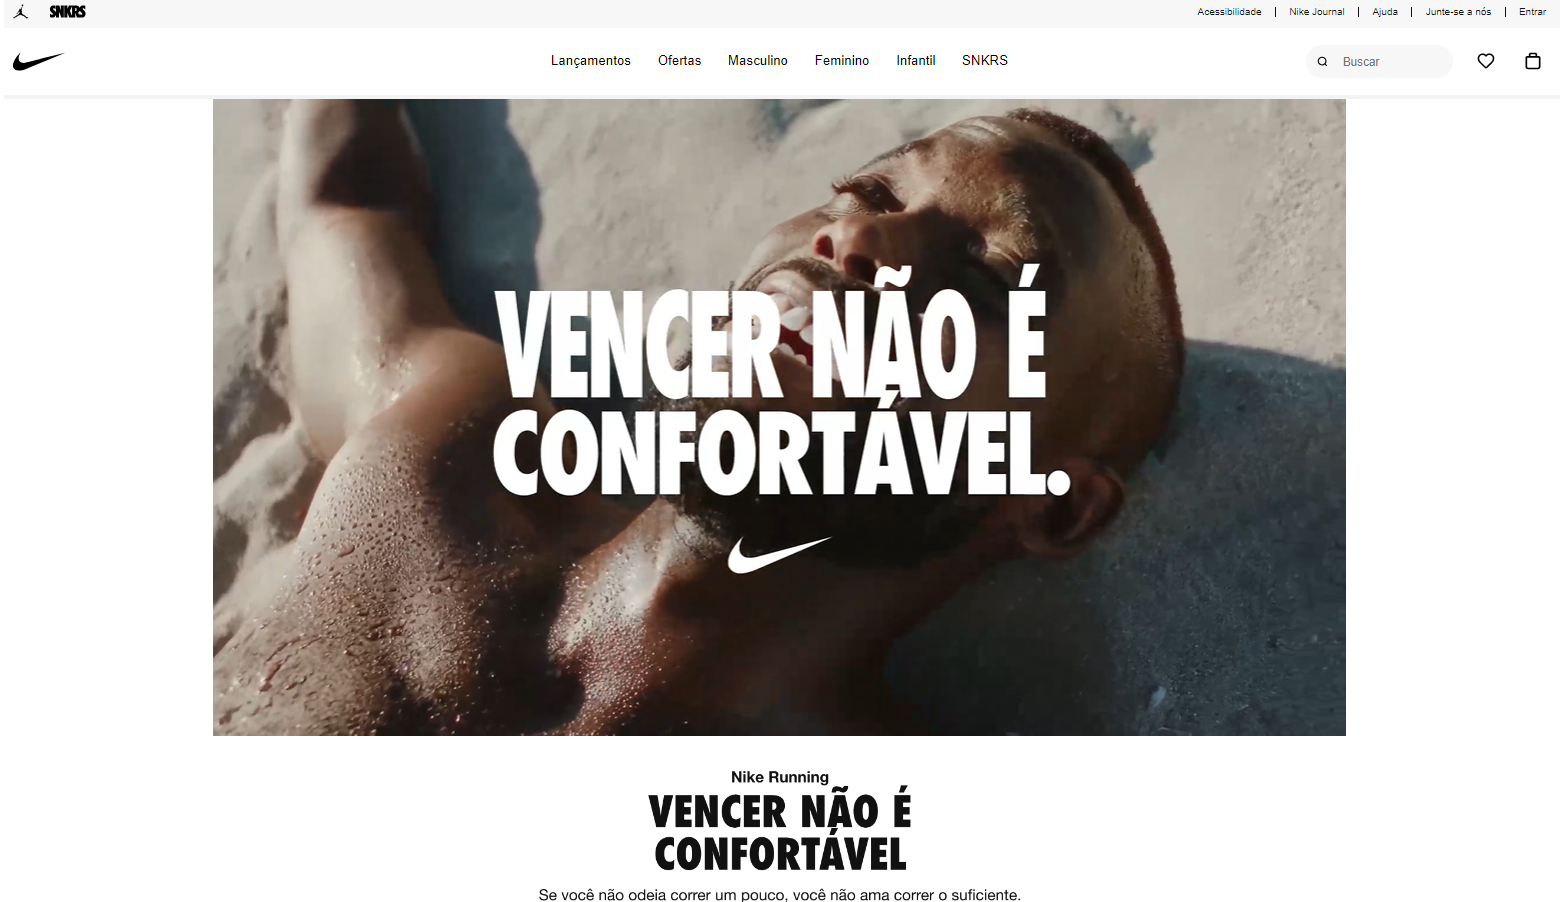 SNKRS
Acessibilidade | Nike Journal | Ajuda | Junte-se a nós | Entrar
Lançamentos Ofertas Masculino Feminino Infantil SNKRS Buscar
VENCER NÃO É
CONFORTÁVEL.
Nike Running
VENCER NÃO É
CONFORTÁVEL
Se você não odeia correr um pouco, você não ama correr o suficiente.